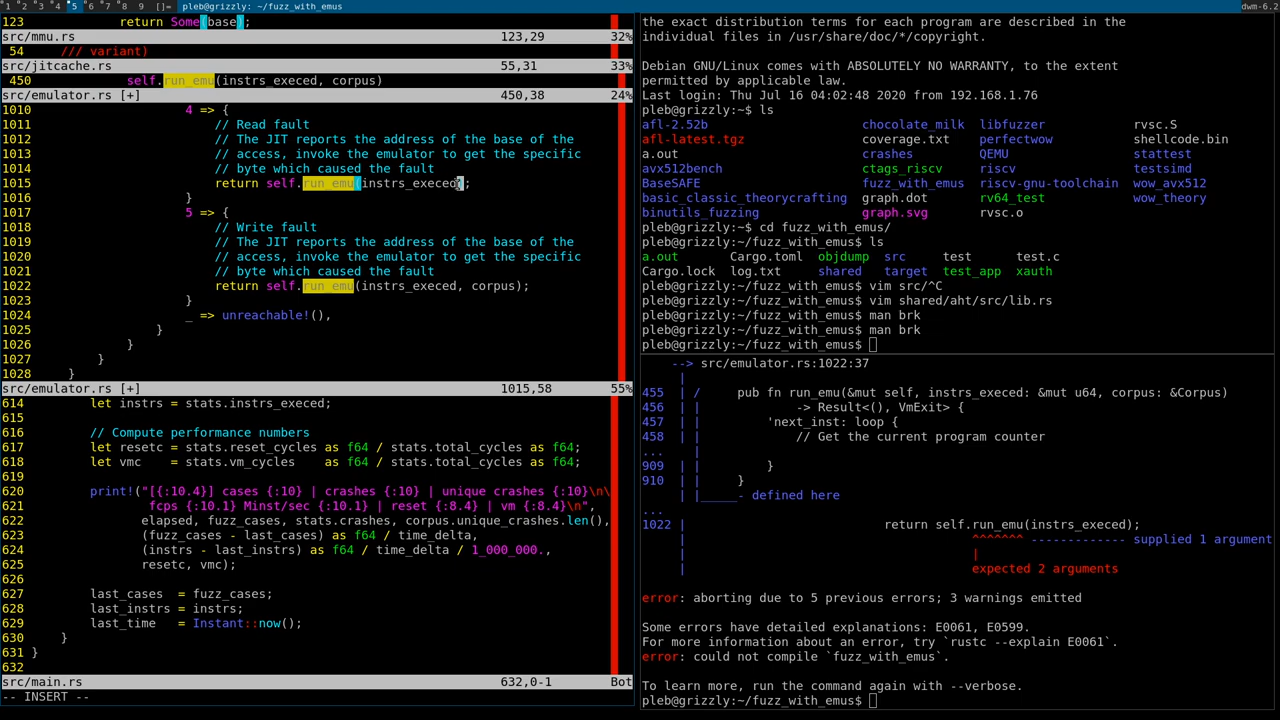 1 2 3 4 5 6 7 8 9 []= pleb@grizzly: ~/fuzz_with_emus dwm-6.2
123 return Some(base);
src/mmu.rs 123,29 32%
54 /// variant)
src/jitcache.rs 55,31 33%
450 self.run_emu(instrs_execed, corpus)
src/emulator.rs [+] 450,38 24%
1010 4 => {
1011 // Read fault
1012 // The JIT reports the address of the base of the
1013 // access, invoke the emulator to get the specific
1014 // byte which caused the fault
1015 return self.run_emu(instrs_execed);
1016 }
1017 5 => {
1018 // Write fault
1019 // The JIT reports the address of the base of the
1020 // access, invoke the emulator to get the specific
1021 // byte which caused the fault
1022 return self.run_emu(instrs_execed, corpus);
1023 }
1024 _ => unreachable!(),
1025 }
1026 }
1027 }
1028 }
src/emulator.rs [+] 1015,58 55%
614 let instrs = stats.instrs_execed;
615
616 // Compute performance numbers
617 let resetc = stats.reset_cycles as f64 / stats.total_cycles as f64;
618 let vmc = stats.vm_cycles as f64 / stats.total_cycles as f64;
619
620 print!("[{:10.4}] cases {:10} | crashes {:10} | unique crashes {:10}\n\
621 fcps {:10.1} Minst/sec {:10.1} | reset {:8.4} | vm {:8.4}\n",
622 elapsed, fuzz_cases, stats.crashes, corpus.unique_crashes.len(),
623 (fuzz_cases - last_cases) as f64 / time_delta,
624 (instrs - last_instrs) as f64 / time_delta / 1_000_000.,
625 resetc, vmc);
626
627 last_cases = fuzz_cases;
628 last_instrs = instrs;
629 last_time = Instant::now();
630 }
631 }
632
src/main.rs 632,0-1 Bot
-- INSERT --
the exact distribution terms for each program are described in the
individual files in /usr/share/doc/*/copyright.

Debian GNU/Linux comes with ABSOLUTELY NO WARRANTY, to the extent
permitted by applicable law.
Last login: Thu Jul 16 04:02:48 2020 from 192.168.1.76
pleb@grizzly:~$ ls
afl-2.52b chocolate_milk libfuzzer rvsc.S
afl-latest.tgz coverage.txt perfectwow shellcode.bin
a.out crashes QEMU stattest
avx512bench ctags_riscv riscv testsimd
BaseSAFE fuzz_with_emus riscv-gnu-toolchain wow_avx512
basic_classic_theorycrafting graph.dot rv64_test wow_theory
binutils_fuzzing graph.svg rvsc.o
pleb@grizzly:~$ cd fuzz_with_emus/
pleb@grizzly:~/fuzz_with_emus$ ls
a.out Cargo.toml objdump src test test.c
Cargo.lock log.txt shared target test_app xauth
pleb@grizzly:~/fuzz_with_emus$ vim src/^C
pleb@grizzly:~/fuzz_with_emus$ vim shared/aht/src/lib.rs
pleb@grizzly:~/fuzz_with_emus$ man brk
pleb@grizzly:~/fuzz_with_emus$ man brk
pleb@grizzly:~/fuzz_with_emus$
--> src/emulator.rs:1022:37
|
455 | / pub fn run_emu(&mut self, instrs_execed: &mut u64, corpus: &Corpus)
456 | | -> Result<(), VmExit> {
457 | | 'next_inst: loop {
458 | | // Get the current program counter
... |
909 | | }
910 | | }
| |_____- defined here
...
1022 | return self.run_emu(instrs_execed);
| ^^^^^^^ ------------- supplied 1 argument
| |
| expected 2 arguments

error: aborting due to 5 previous errors; 3 warnings emitted

Some errors have detailed explanations: E0061, E0599.
For more information about an error, try `rustc --explain E0061`.
error: could not compile `fuzz_with_emus`.

To learn more, run the command again with --verbose.
pleb@grizzly:~/fuzz_with_emus$